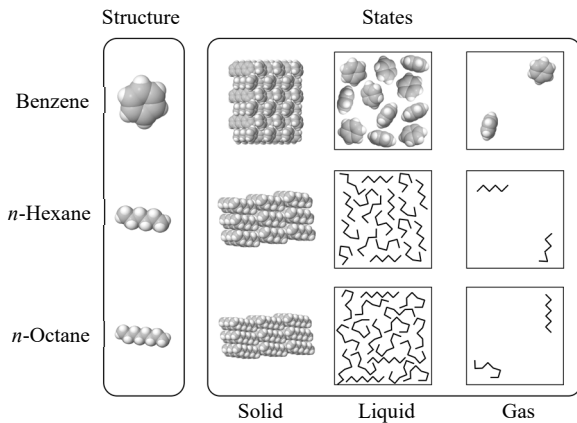 Structure
States
Benzene
n-Hexane
n-Octane
Solid
Liquid
Gas